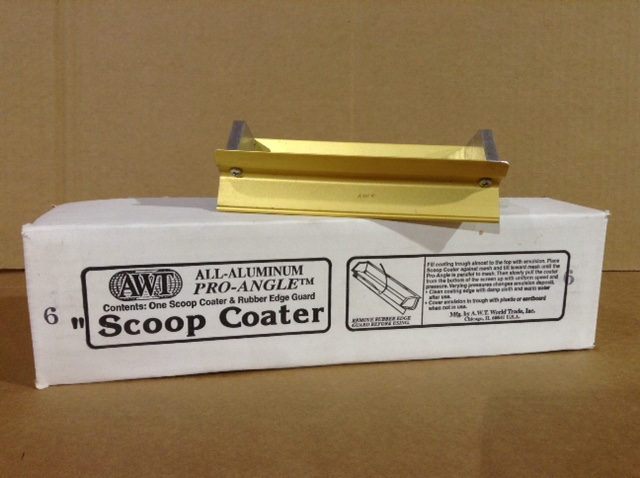 AWT
AWT
ALL-ALUMINUM
PRO-ANGLE™
Contents: One Scoop Coater & Rubber Edge Guard
6 " Scoop Coater
REMOVE RUBBER EDGE
GUARD BEFORE USING
Fill coating trough almost to the top with emulsion. Place
Scoop Coater against mesh and tilt toward mesh until the
Pro-Angle is parallel to mesh. Then slowly pull the coater
from the bottom of the screen up with uniform speed and
pressure. Varying pressures changes emulsion deposit.
• Clean coating edge with damp cloth and warm water
after use.
• Cover emulsion in trough with plastic or cardboard
when not in use.
Mfg. by A.W.T. World Trade, Inc.
Chicago, IL 60641 U.S.A.
6